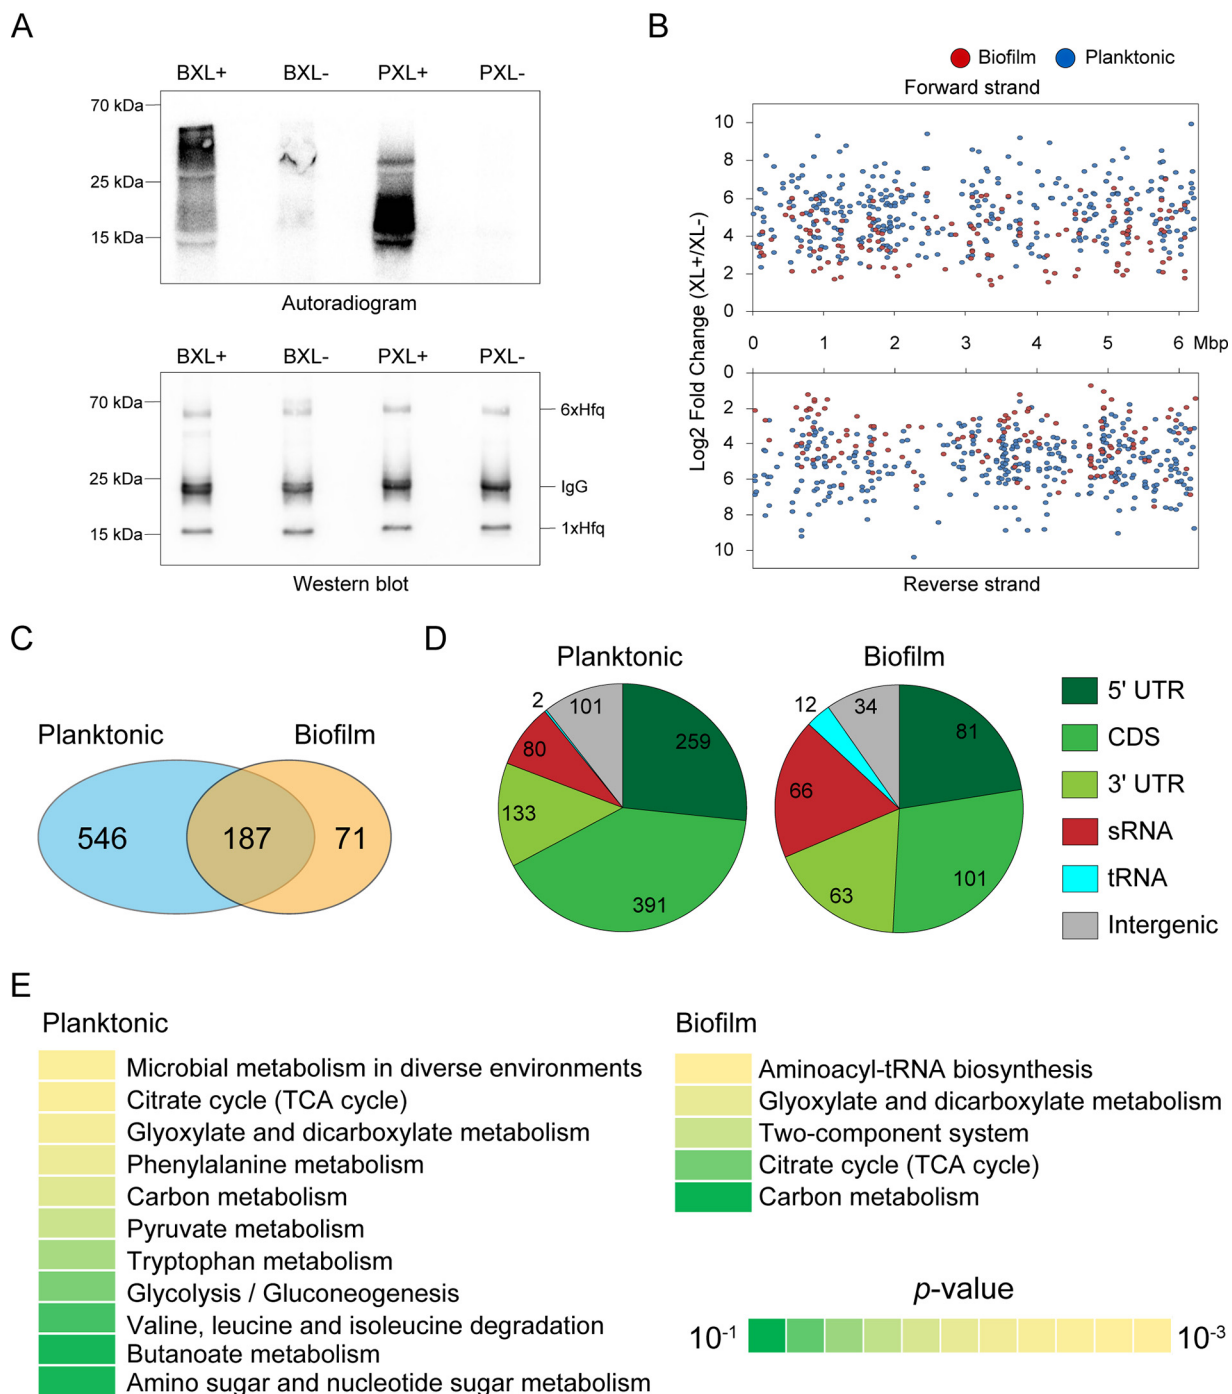 A
BXL+ BXL- PXL+ PXL-
70 kDa
25 kDa
15 kDa
Autoradiogram
BXL+ BXL- PXL+ PXL-
70 kDa
25 kDa
15 kDa
6xHfq
IgG
1xHfq
Western blot
B
Biofilm Planktonic
Forward strand
Log2 Fold Change (XL+/XL-)
10
8
6
4
2
0
0 1 2 3 4 5 6 Mbp
0
2
4
6
8
10
Reverse strand
C
Planktonic Biofilm
546 187 71
D
Planktonic
2 101 259
80
133
391
Biofilm
12 34 81
66
63 101
5' UTR
CDS
3' UTR
sRNA
tRNA
Intergenic
E
Planktonic
Microbial metabolism in diverse environments
Citrate cycle (TCA cycle)
Glyoxylate and dicarboxylate metabolism
Phenylalanine metabolism
Carbon metabolism
Pyruvate metabolism
Tryptophan metabolism
Glycolysis / Gluconeogenesis
Valine, leucine and isoleucine degradation
Butanoate metabolism
Amino sugar and nucleotide sugar metabolism
Biofilm
Aminoacyl-tRNA biosynthesis
Glyoxylate and dicarboxylate metabolism
Two-component system
Citrate cycle (TCA cycle)
Carbon metabolism
p-value
10⁻¹ 10⁻³